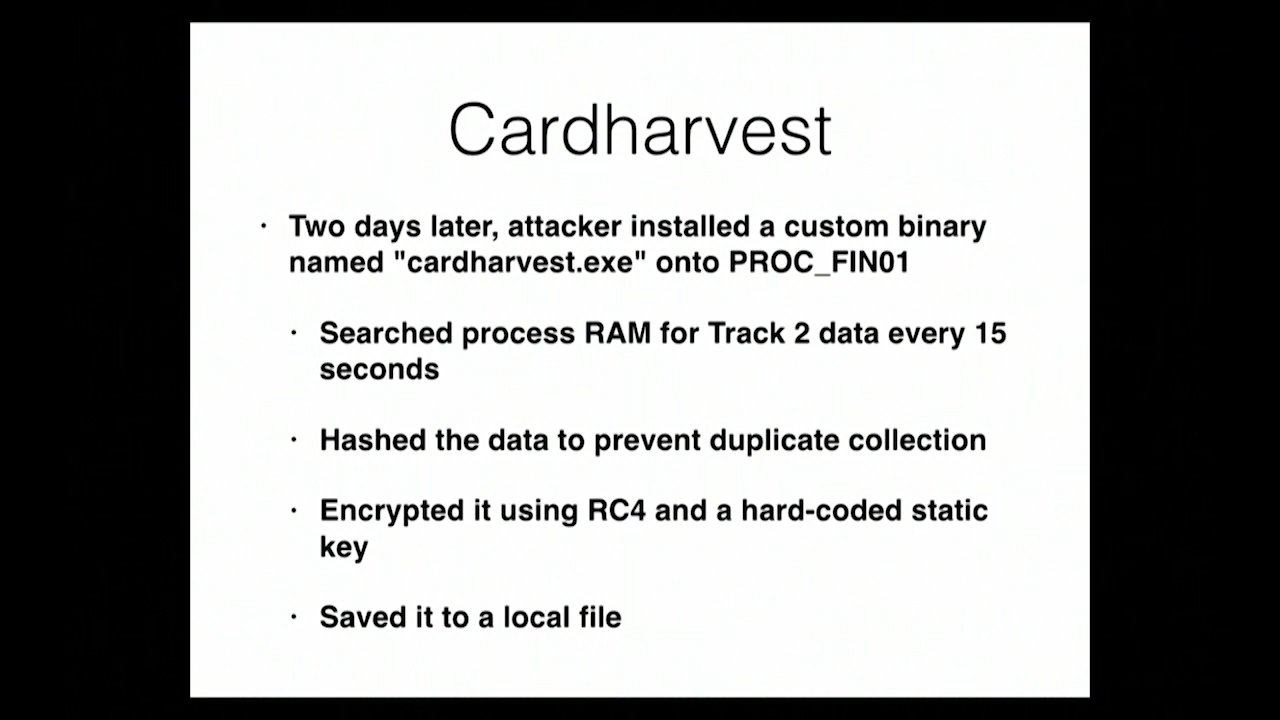 Cardharvest
· Two days later, attacker installed a custom binary
named "cardharvest.exe" onto PROC_FIN01
· Searched process RAM for Track 2 data every 15
seconds
· Hashed the data to prevent duplicate collection
· Encrypted it using RC4 and a hard-coded static
key
· Saved it to a local file